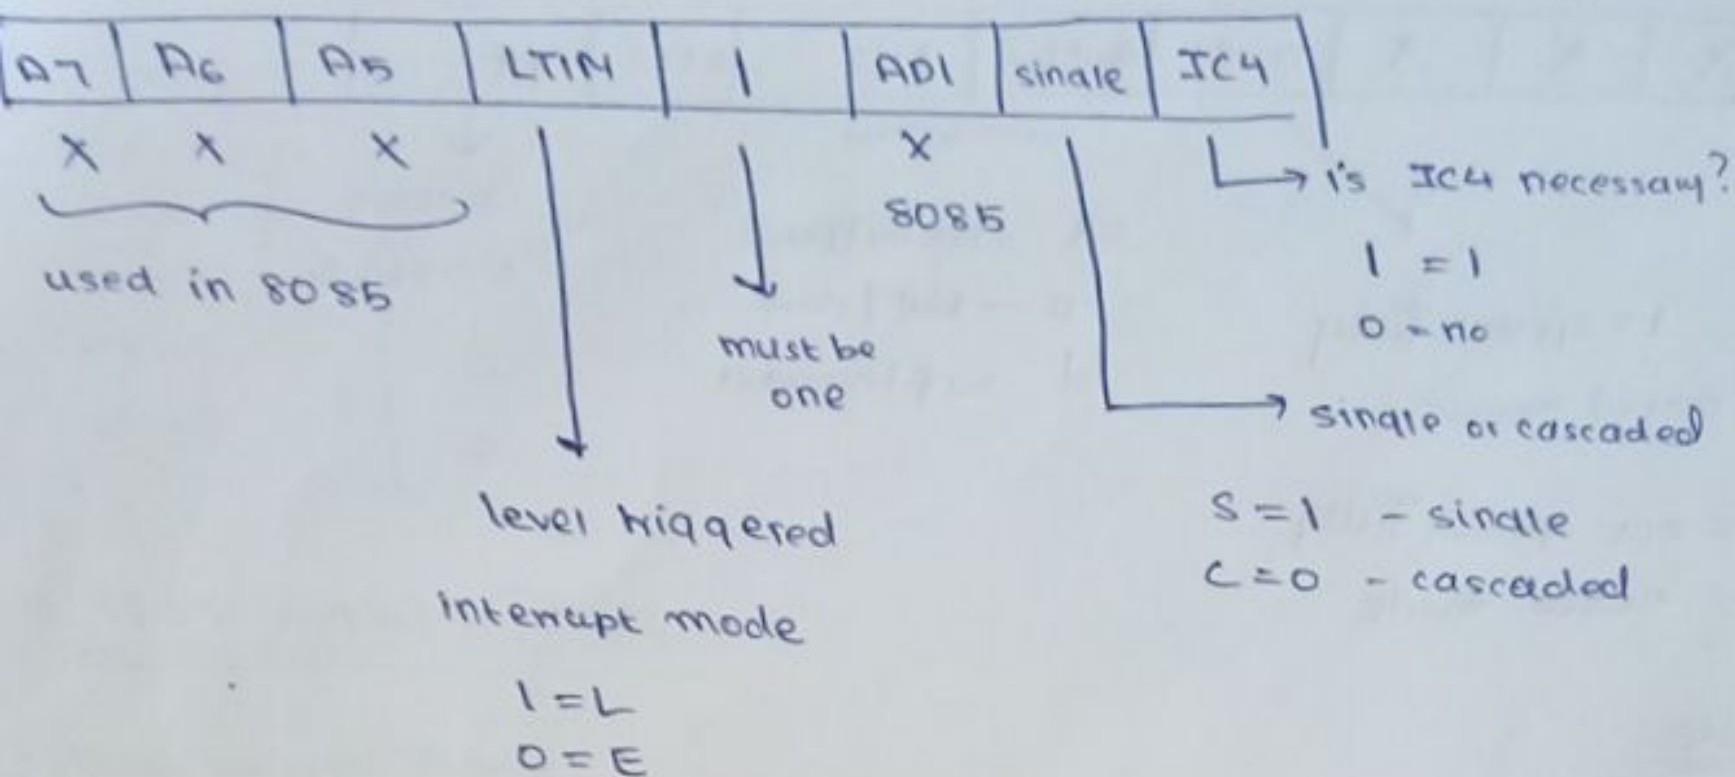 A7 A6 A5 LTIM 1 ADI single IC4
x x x x
8085
used in 8085
must be
one
→ is IC4 necessary?
1 = 1
0 - no
→ single or cascaded
S = 1 - single
C = 0 - cascaded
level triggered
interrupt mode
1 = L
0 = E